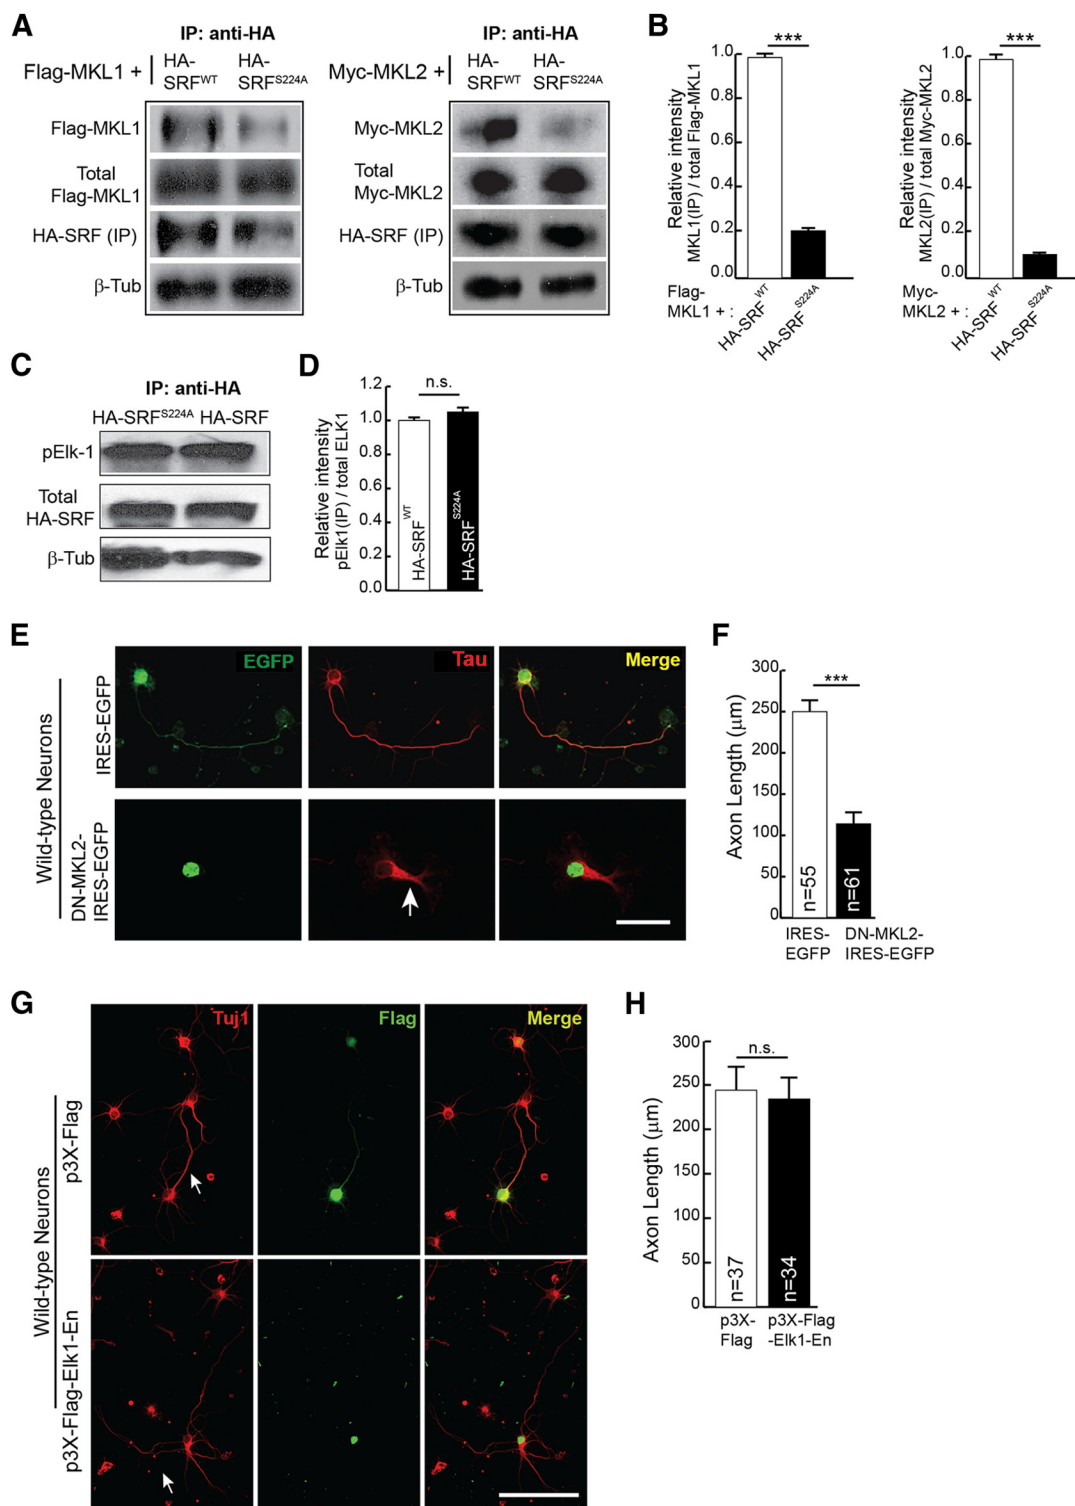 A
IP: anti-HA
IP: anti-HA
Flag-MKL1 +
HA-
SRFWT
HA-
SRFS224A
Myc-MKL2 +
HA-
SRFWT
HA-
SRFS224A
Flag-MKL1
Total
Flag-MKL1
HA-SRF (IP)
β-Tub
Myc-MKL2
Total
Myc-MKL2
HA-SRF (IP)
β-Tub
B
Relative intensity
MKL1(IP) / total Flag-MKL1
1.0
0.8
0.6
0.4
0.2
0
***
Flag-
MKL1 + :
HA-SRFWT
HA-SRFS224A
Relative intensity
MKL2(IP) / total Myc-MKL2
1.0
0.8
0.6
0.4
0.2
0.0
***
Myc-
MKL2 + :
HA-SRFWT
HA-SRFS224A
C
IP: anti-HA
HA-SRFS224A HA-SRF
pElk-1
Total
HA-SRF
β-Tub
D
Relative intensity
pElk1(IP) / total ELK1
1.2
1.0
0.8
0.6
0.4
0.2
0.0
n.s.
HA-SRFWT
HA-SRFS224A
E
Wild-type Neurons
IRES-EGFP
DN-MKL2-
IRES-EGFP
EGFP
Tau
Merge
F
Axon Length (μm)
300
250
200
150
100
50
0
***
n=55
n=61
IRES-
EGFP
DN-MKL2-
IRES-EGFP
G
Wild-type Neurons
p3X-Flag
p3X-Flag-Elk1-En
Tuj1
Flag
Merge
H
Axon Length (μm)
300
250
200
150
100
50
0
n.s.
n=37
n=34
p3X-
Flag
p3X-Flag
-Elk1-En